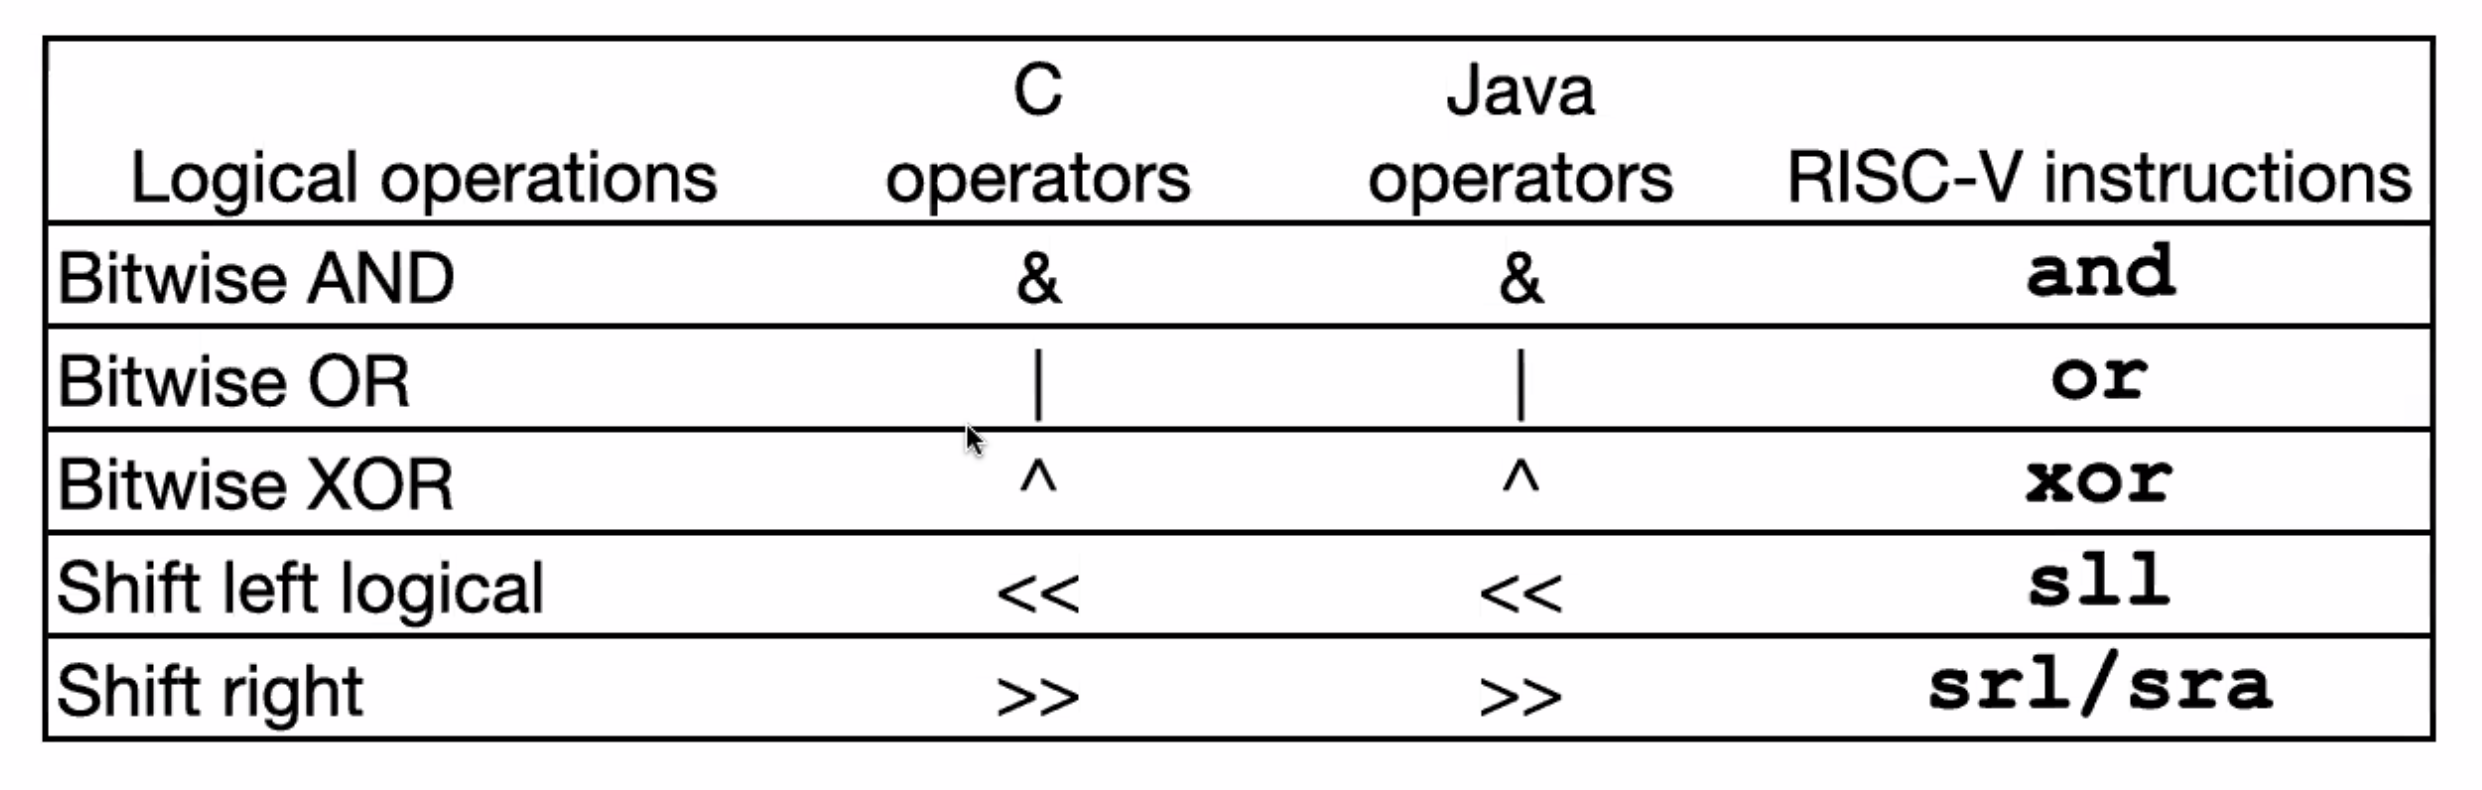 C Java
Logical operations operators operators RISC-V instructions
Bitwise AND & & and
Bitwise OR | | or
Bitwise XOR ^ ^ xor
Shift left logical << << sll
Shift right >> >> srl/sra